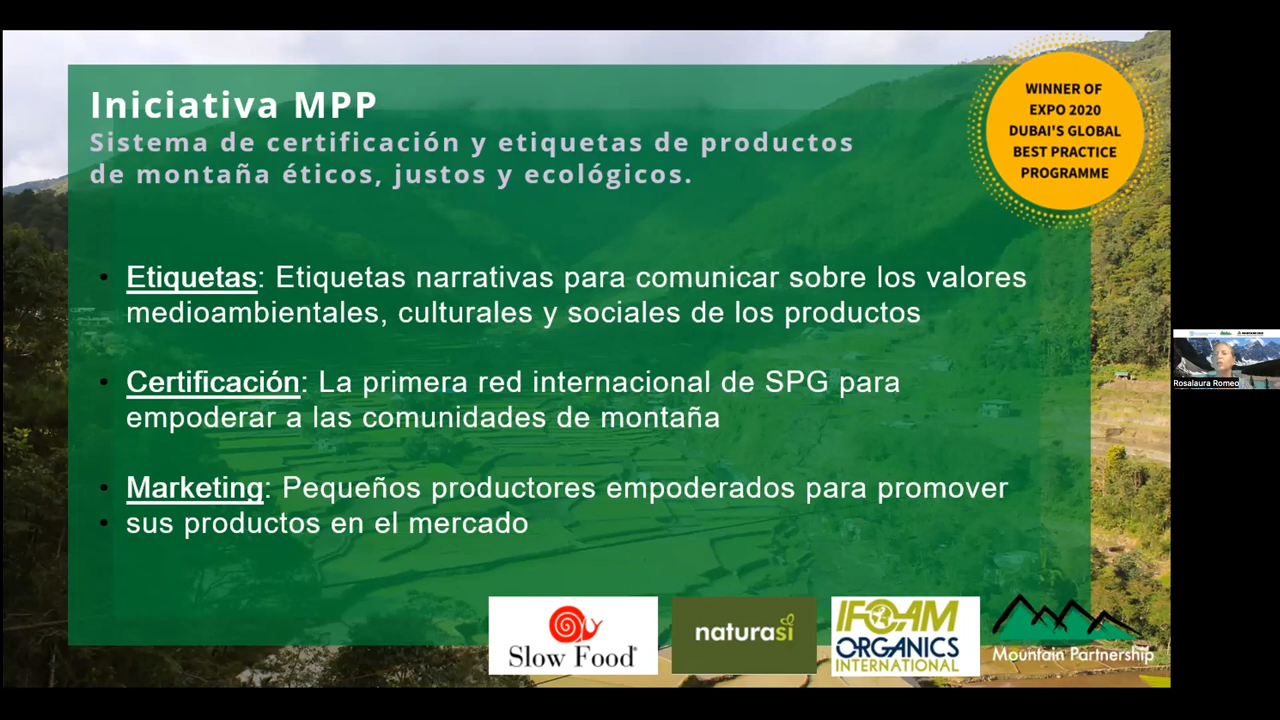 Iniciativa MPP
Sistema de certificación y etiquetas de productos
de montaña éticos, justos y ecológicos.
WINNER OF
EXPO 2020
DUBAI'S GLOBAL
BEST PRACTICE
PROGRAMME
• Etiquetas: Etiquetas narrativas para comunicar sobre los valores
medioambientales, culturales y sociales de los productos
• Certificación: La primera red internacional de SPG para
empoderar a las comunidades de montaña
• Marketing: Pequeños productores empoderados para promover
• sus productos en el mercado
Rosalaura Romeo
Slow Food®
naturasì
IFOAM
ORGANICS
INTERNATIONAL
Mountain Partnership